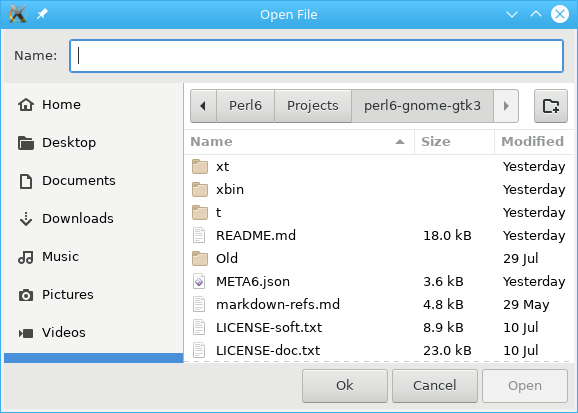 Open File
Name:
Home
Desktop
Documents
Downloads
Music
Pictures
Videos
Perl6 Projects perl6-gnome-gtk3
Name Size Modified
xt Yesterday
xbin Yesterday
t Yesterday
README.md 18.0 kB Yesterday
Old 29 Jul
META6.json 3.6 kB Yesterday
markdown-refs.md 4.8 kB 29 May
LICENSE-soft.txt 8.9 kB 10 Jul
LICENSE-doc.txt 23.0 kB 10 Jul
Ok Cancel Open